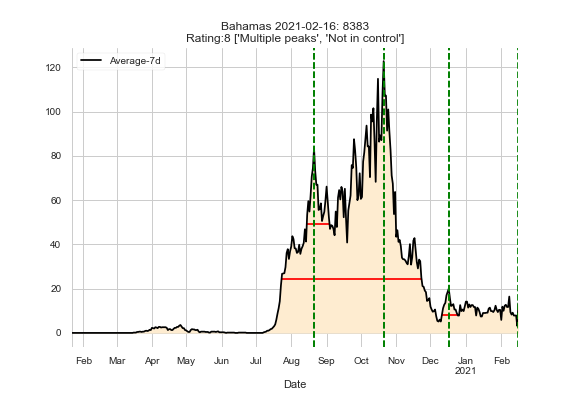 Bahamas 2021-02-16: 8383
Rating:8 ['Multiple peaks', 'Not in control']
Average-7d
120
100
80
60
40
20
0
Feb Mar Apr May Jun Jul Aug Sep Oct Nov Dec Jan Feb
2021
Date